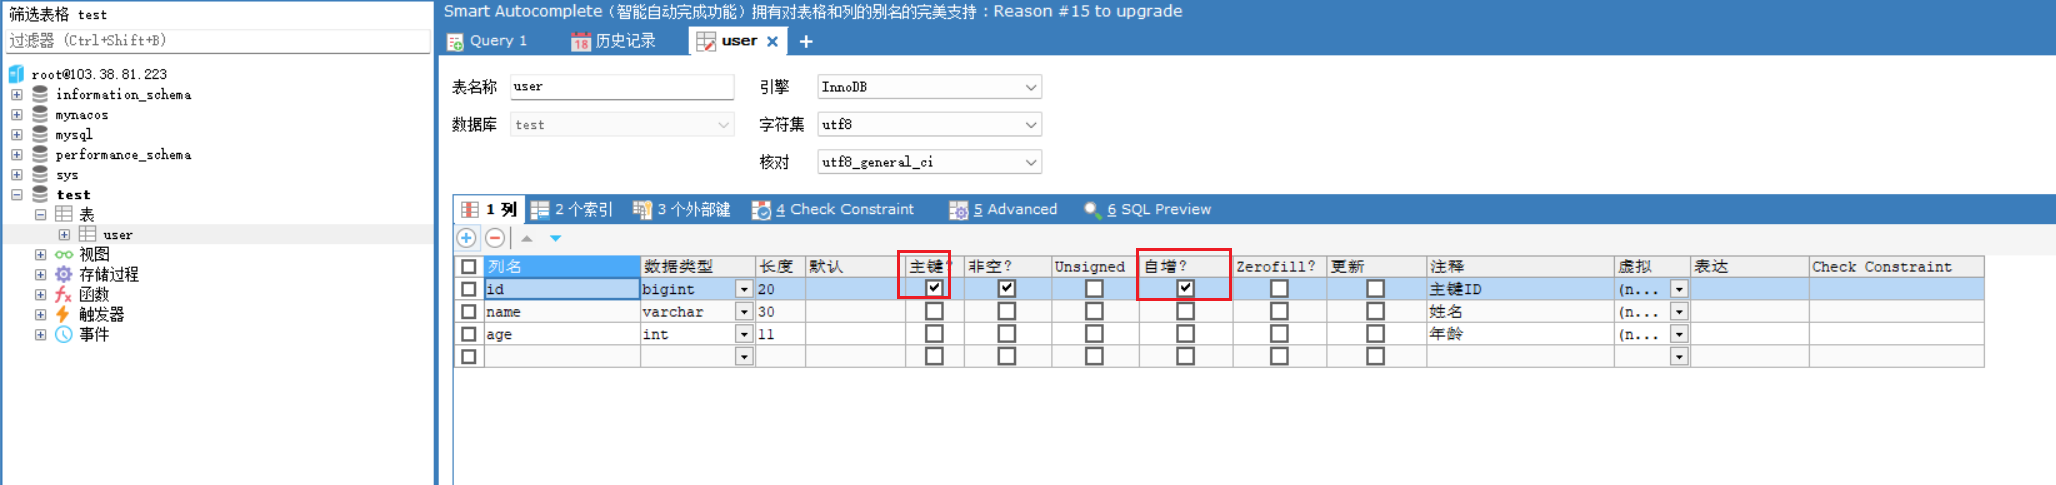 筛选表格 test
过滤器 (Ctrl+Shift+B)
root@103.38.81.223
information_schema
mynacos
mysql
performance_schema
sys
test
表
user
视图
存储过程
函数
触发器
事件
Smart Autocomplete（智能自动完成功能）拥有对表格和列的别名的完美支持：Reason #15 to upgrade
Query 1 18 历史记录 user
表名称 user 引擎 InnoDB
数据库 test 字符集 utf8
核对 utf8_general_ci
1 列 2 个索引 3 个外部键 4 Check Constraint 5 Advanced 6 SQL Preview
列名 数据类型 长度 默认 主键? 非空? Unsigned 自增? Zerofill? 更新 注释 虚拟 表达 Check Constraint
id bigint 20 主键ID (n...
name varchar 30 姓名 (n...
age int 11 年龄 (n...